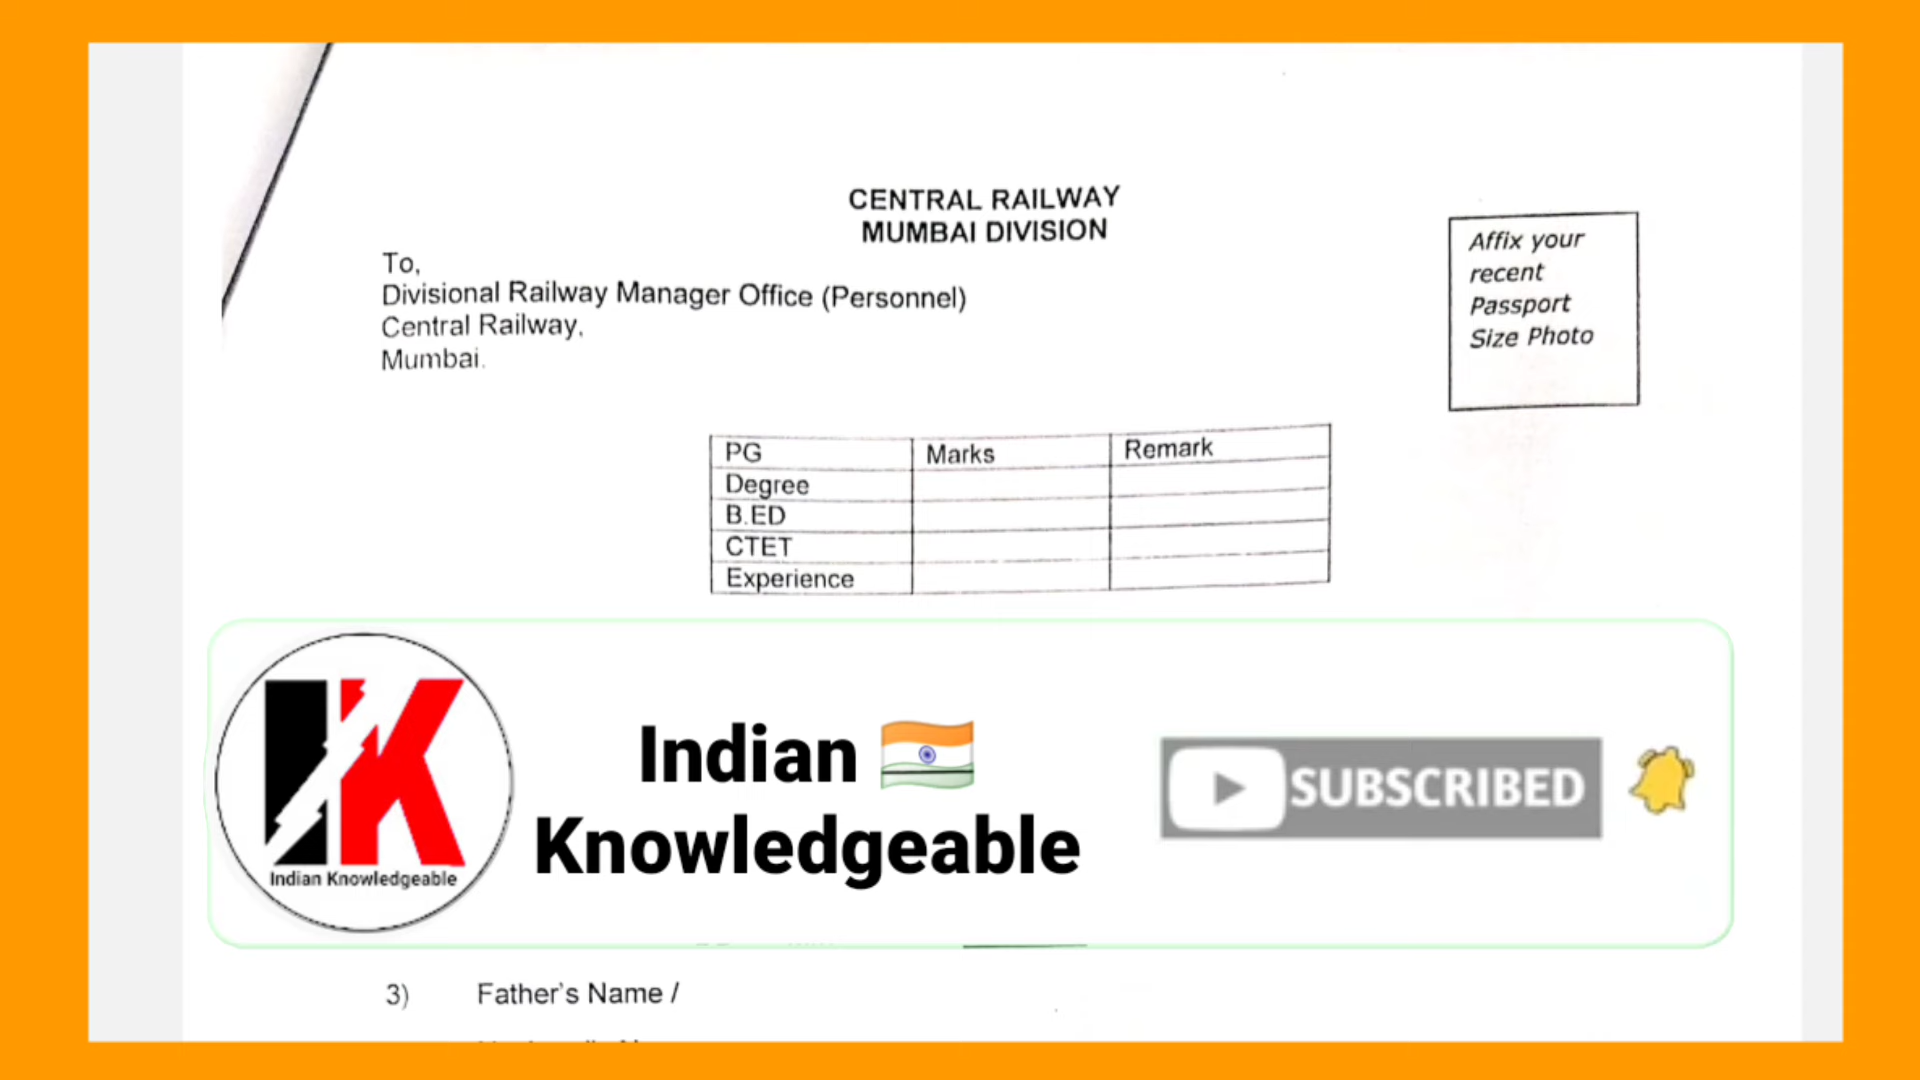 CENTRAL RAILWAY
MUMBAI DIVISION
To,
Divisional Railway Manager Office (Personnel)
Central Railway,
Mumbai.
Affix your
recent
Passport
Size Photo
PG Marks Remark
Degree
B.ED
CTET
Experience
Indian Knowledgeable
Indian
Knowledgeable
SUBSCRIBED
3) Father's Name /